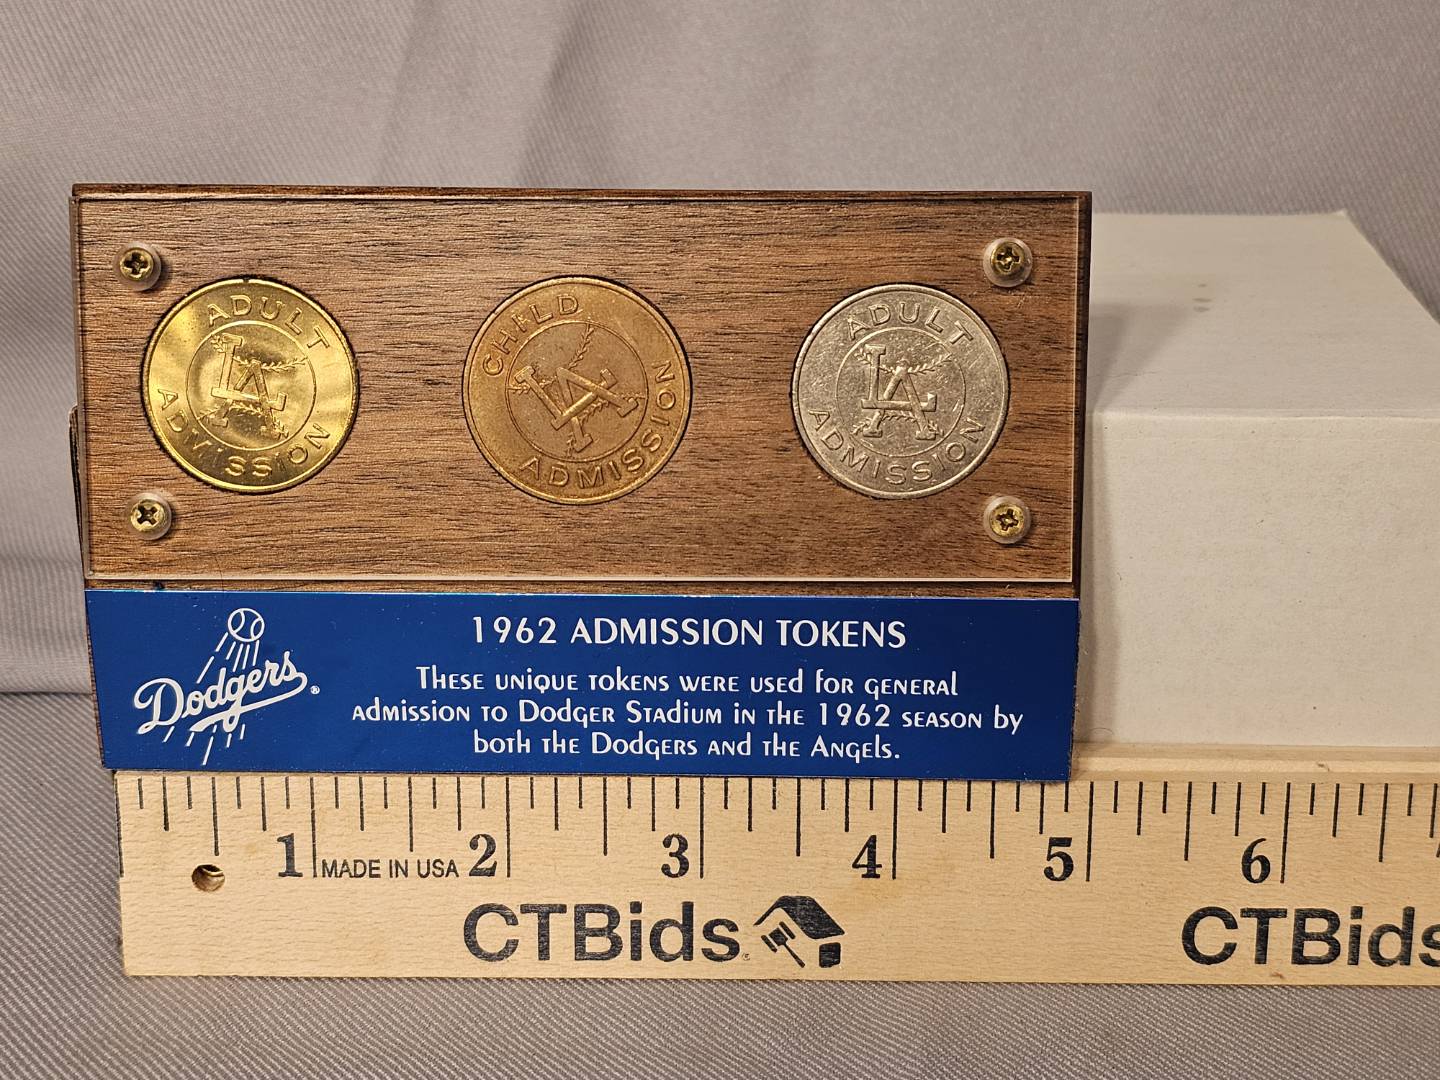 ADULT
LA
ADMISSION
CHILD
LA
ADMISSION
ADULT
LA
ADMISSION
Dodgers®
1962 ADMISSION TOKENS
THESE UNIQUE TOKENS WERE USED FOR GENERAL
ADMISSION TO DODGER STADIUM IN THE 1962 SEASON BY
BOTH THE DODGERS AND THE ANGELS.
1 MADE IN USA 2 3 4 5 6
CTBids CTBids